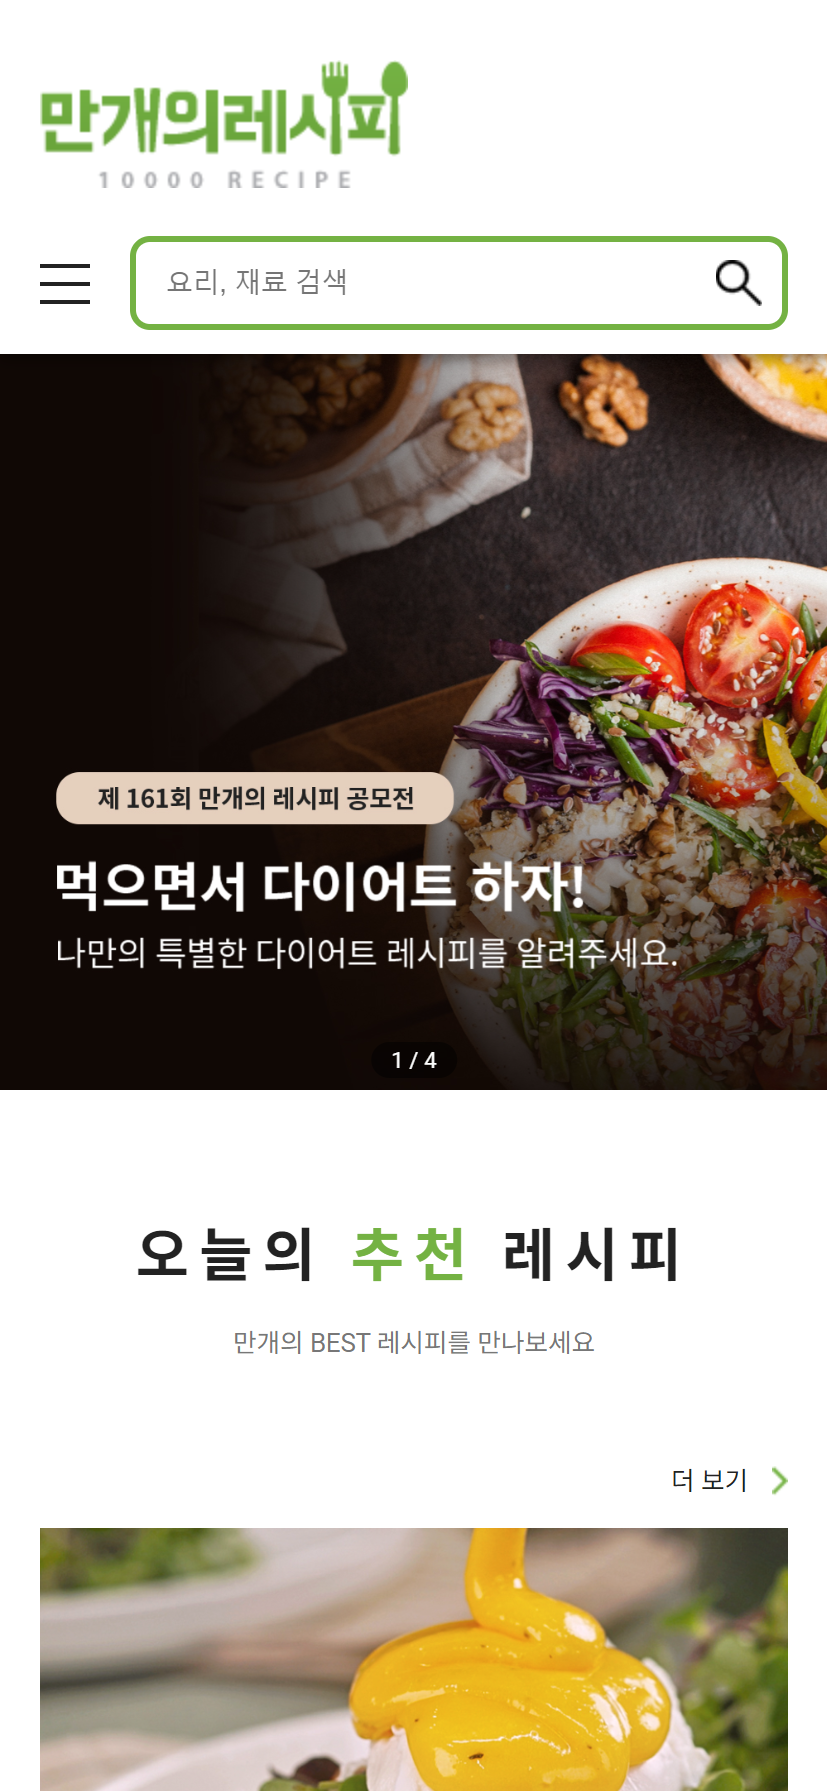 만개의레시피
10000 RECIPE
요리, 재료 검색
제 161회 만개의 레시피 공모전
먹으면서 다이어트 하자!
나만의 특별한 다이어트 레시피를 알려주세요.
1 / 4
오늘의 추천 레시피
만개의 BEST 레시피를 만나보세요
더 보기